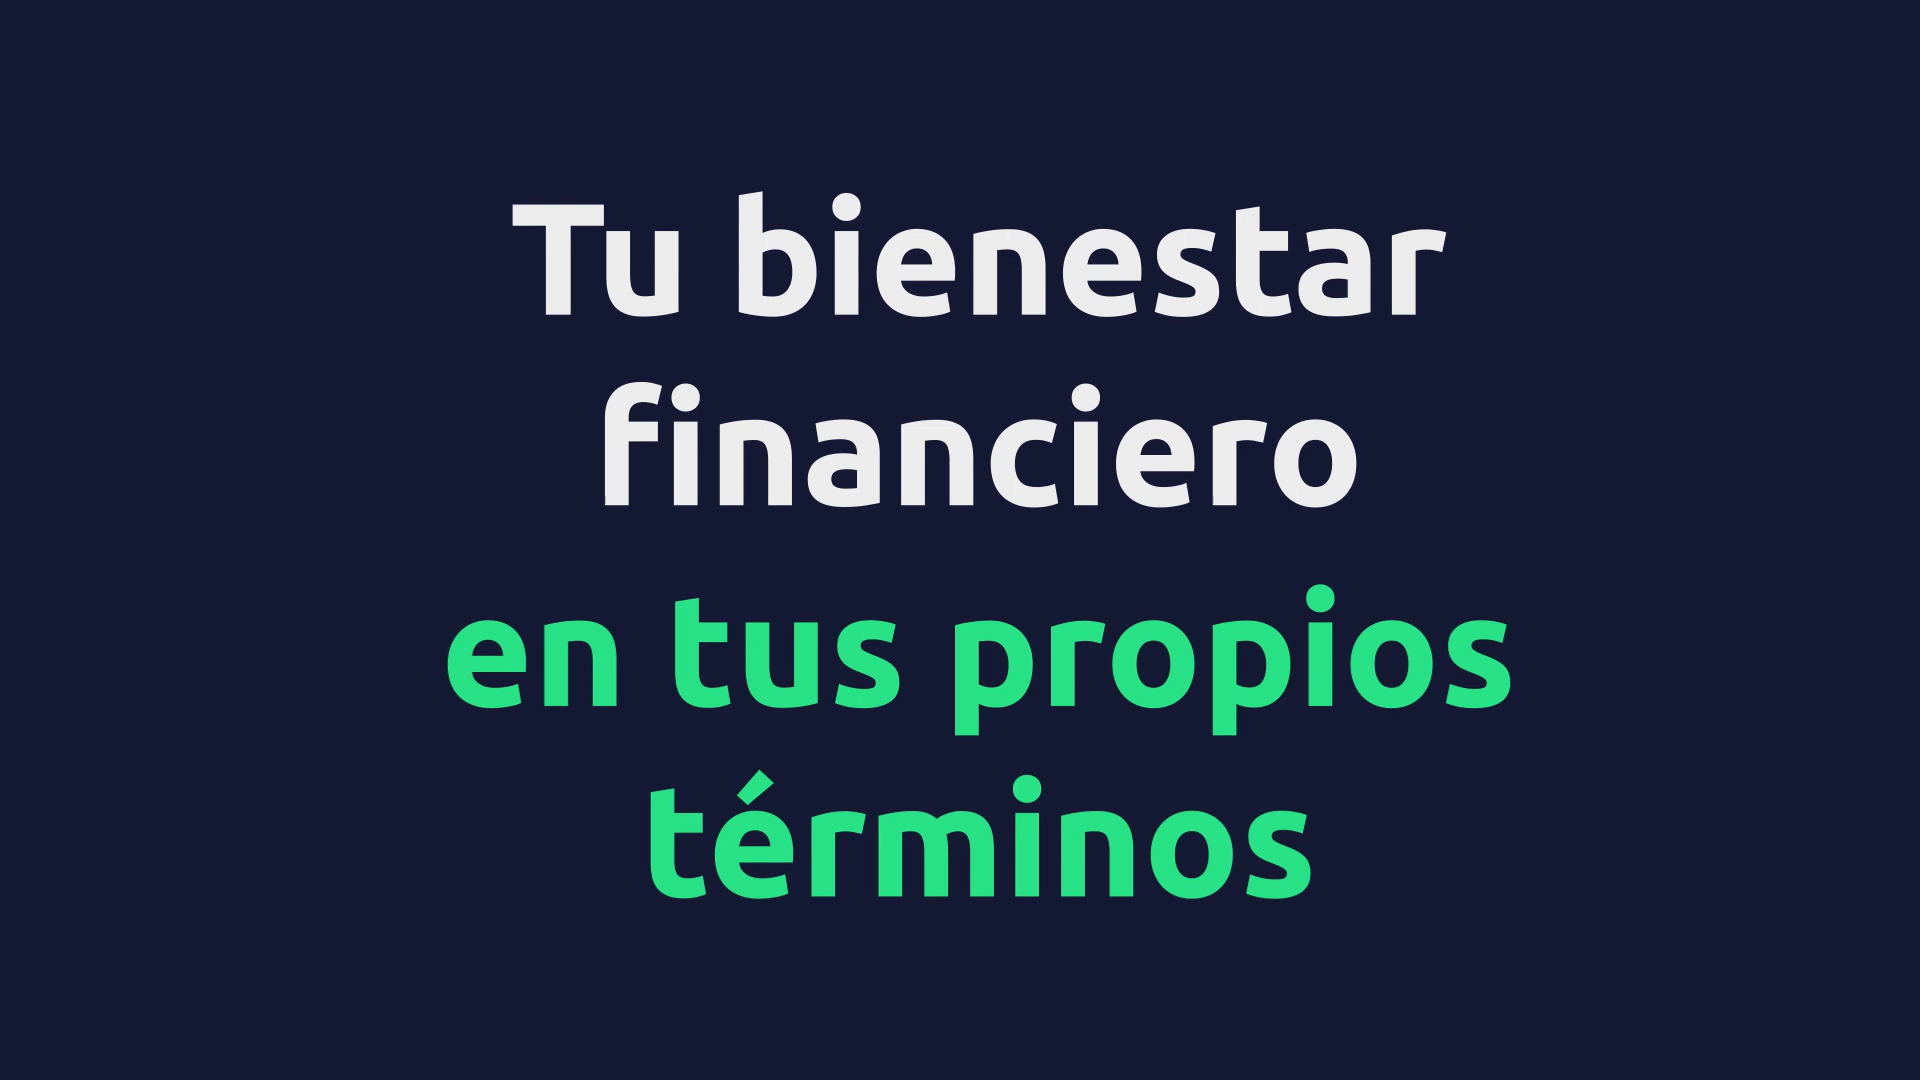 Tu bienestar
financiero
en tus propios
términos